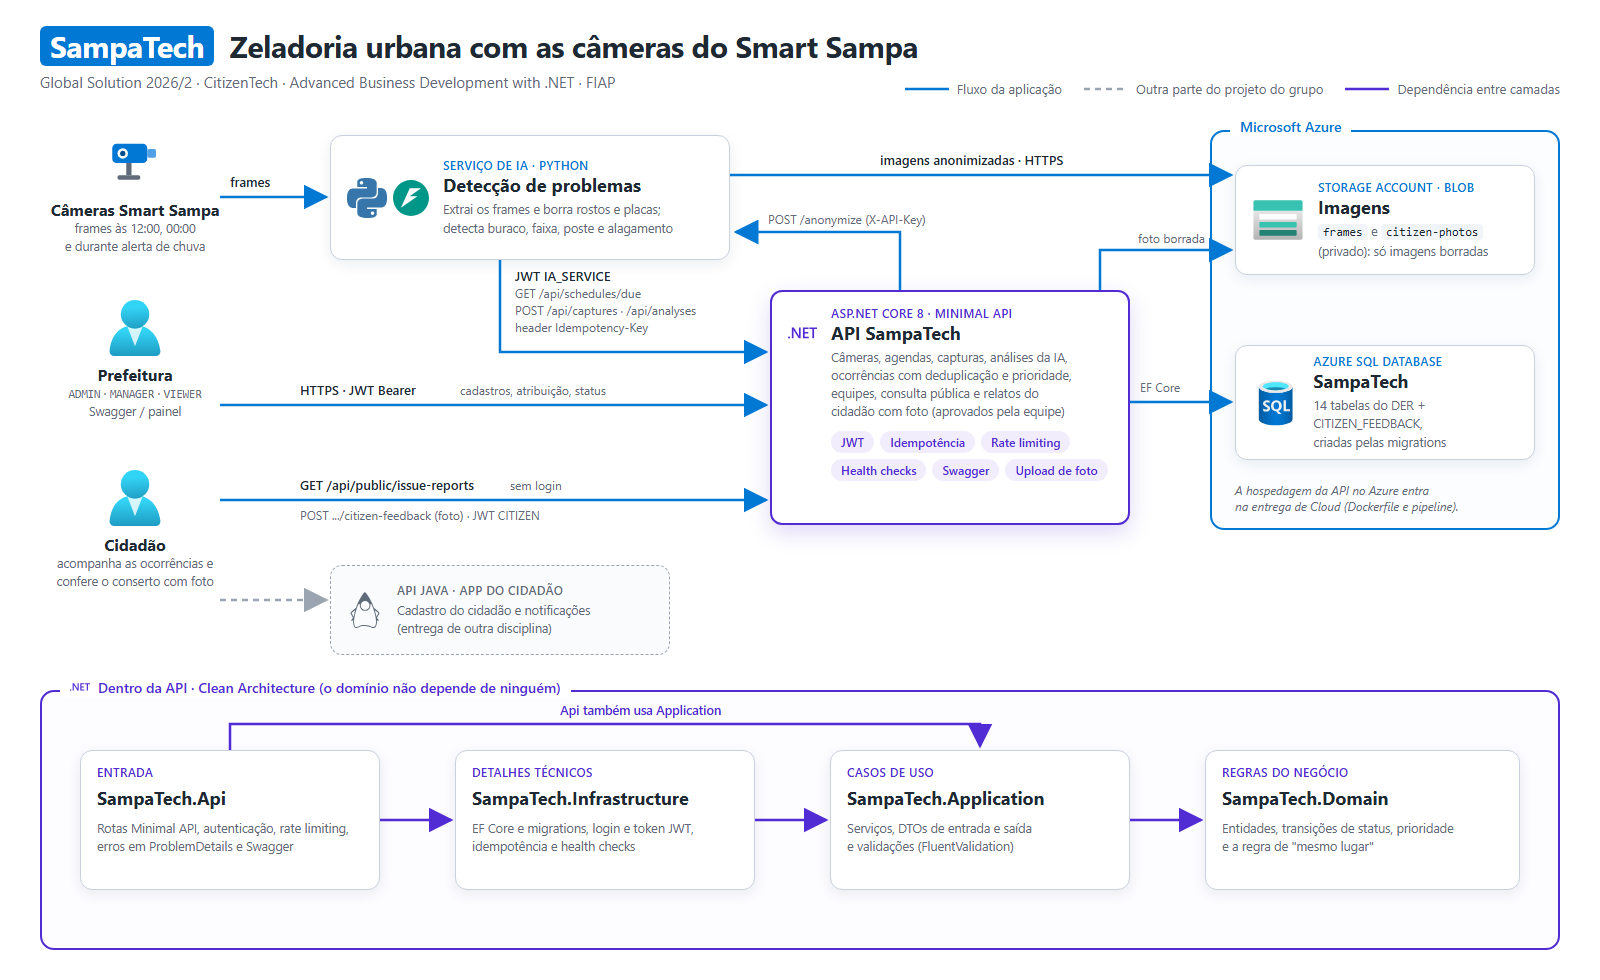 SampaTech Zeladoria urbana com as câmeras do Smart Sampa
Global Solution 2026/2 · CitizenTech · Advanced Business Development with .NET · FIAP
Fluxo da aplicação
Outra parte do projeto do grupo
Dependência entre camadas
Câmeras Smart Sampa
frames às 12:00, 00:00
e durante alerta de chuva
frames
SERVIÇO DE IA · PYTHON
Detecção de problemas
Extrai os frames e borra rostos e placas;
detecta buraco, faixa, poste e alagamento
imagens anonimizadas · HTTPS
POST /anonymize (X-API-Key)
foto borrada
Microsoft Azure
STORAGE ACCOUNT · BLOB
Imagens
frames e citizen-photos
(privado): só imagens borradas
JWT IA_SERVICE
GET /api/schedules/due
POST /api/captures · /api/analyses
header Idempotency-Key
Prefeitura
ADMIN · MANAGER · VIEWER
Swagger / painel
HTTPS · JWT Bearer
cadastros, atribuição, status
.NET
ASP.NET CORE 8 · MINIMAL API
API SampaTech
Câmeras, agendas, capturas, análises da IA,
ocorrências com deduplicação e prioridade,
equipes, consulta pública e relatos do
cidadão com foto (aprovados pela equipe)
JWT
Idempotência
Rate limiting
Health checks
Swagger
Upload de foto
EF Core
SQL
AZURE SQL DATABASE
SampaTech
14 tabelas do DER +
CITIZEN_FEEDBACK,
criadas pelas migrations
A hospedagem da API no Azure entra
na entrega de Cloud (Dockerfile e pipeline).
Cidadão
acompanha as ocorrências e
confere o conserto com foto
GET /api/public/issue-reports
sem login
POST .../citizen-feedback (foto) · JWT CITIZEN
API JAVA · APP DO CIDADÃO
Cadastro do cidadão e notificações
(entrega de outra disciplina)
.NET Dentro da API · Clean Architecture (o domínio não depende de ninguém)
Api também usa Application
ENTRADA
SampaTech.Api
Rotas Minimal API, autenticação, rate limiting,
erros em ProblemDetails e Swagger
DETALHES TÉCNICOS
SampaTech.Infrastructure
EF Core e migrations, login e token JWT,
idempotência e health checks
CASOS DE USO
SampaTech.Application
Serviços, DTOs de entrada e saída
e validações (FluentValidation)
REGRAS DO NEGÓCIO
SampaTech.Domain
Entidades, transições de status, prioridade
e a regra de "mesmo lugar"